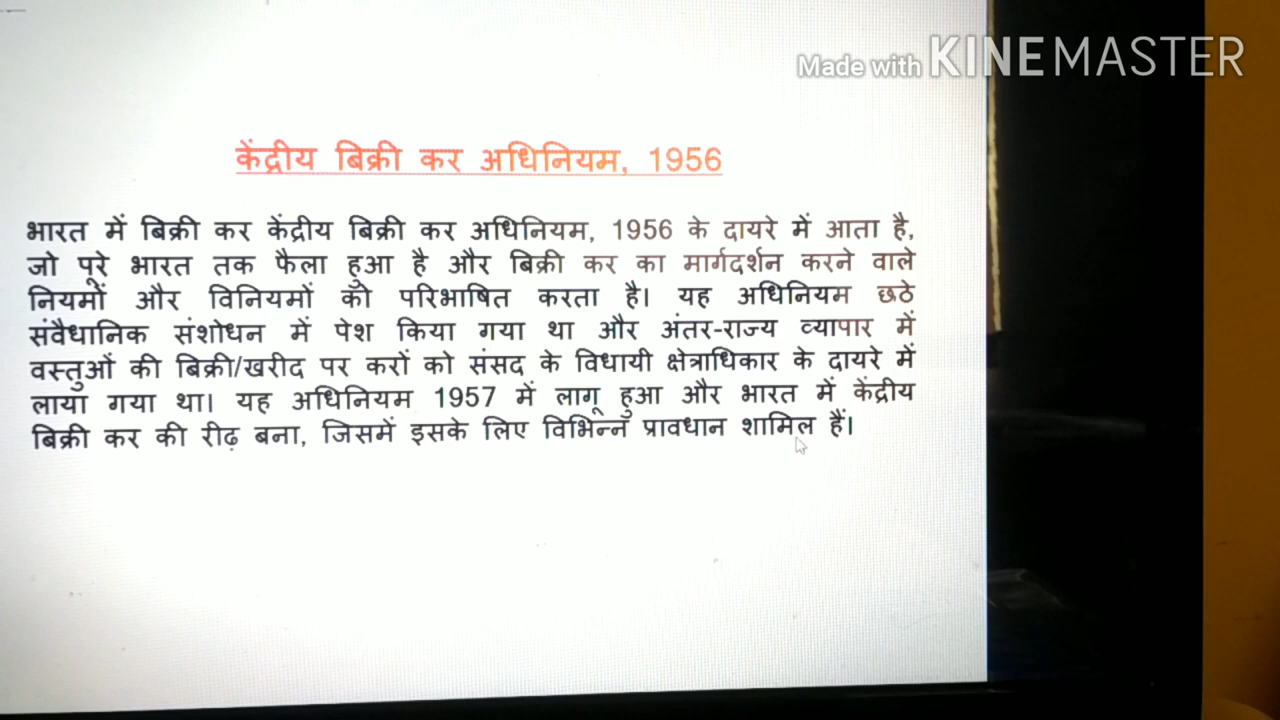 Made with KINEMASTER
केंद्रीय बिक्री कर अधिनियम, 1956
भारत में बिक्री कर केंद्रीय बिक्री कर अधिनियम, 1956 के दायरे में आता है,
जो पूरे भारत तक फैला हुआ है और बिक्री कर का मार्गदर्शन करने वाले
नियमों और विनियमों को परिभाषित करता है। यह अधिनियम छठे
संवैधानिक संशोधन में पेश किया गया था और अंतर-राज्य व्यापार में
वस्तुओं की बिक्री/खरीद पर करों को संसद के विधायी क्षेत्राधिकार के दायरे में
लाया गया था। यह अधिनियम 1957 में लागू हुआ और भारत में केंद्रीय
बिक्री कर की रीढ़ बना, जिसमें इसके लिए विभिन्न प्रावधान शामिल हैं।